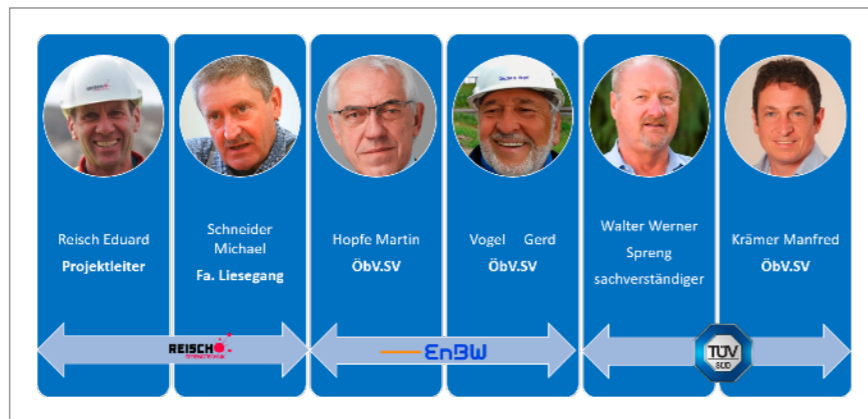 Reisch Eduard
Projektleiter
Schneider
Michael
Fa. Liesegang
Hopfe Martin
ÖbV.SV
Vogel Gerd
ÖbV.SV
Walter Werner
Spreng
sachverständiger
Krämer Manfred
ÖbV.SV
REISCH
EnBW
TÜV
SÜD